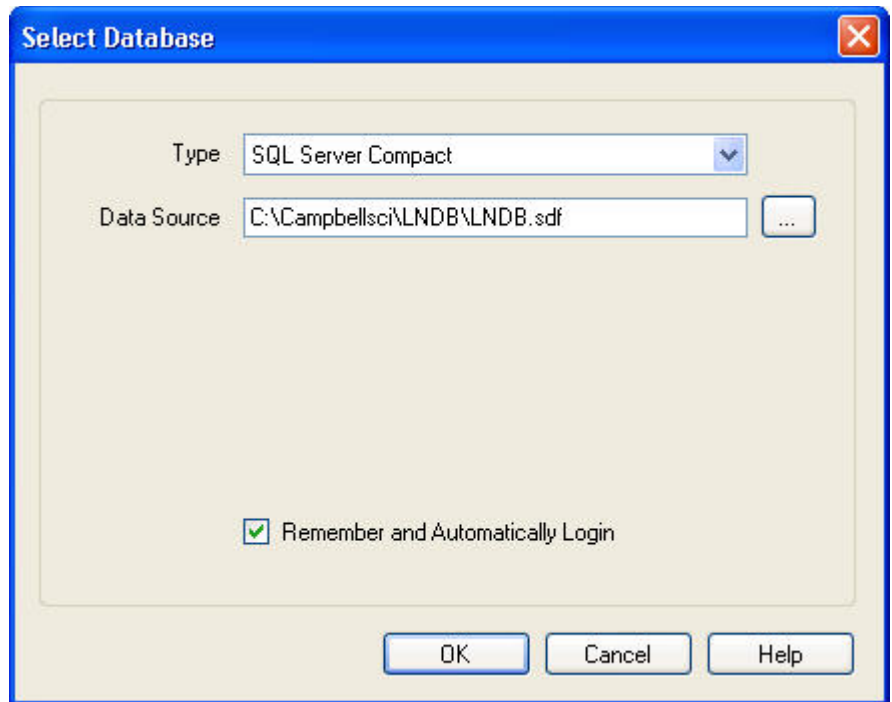 Select Database
Type SQL Server Compact
Data Source C:\Campbellsci\LNDB\LNDB.sdf ...
Remember and Automatically Login
OK Cancel Help